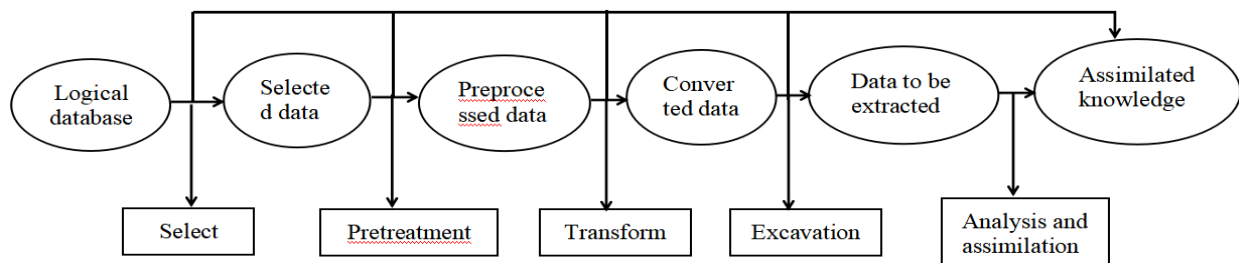 Logical
database
Selecte
d data
Preproce
ssed data
Conver
ted data
Data to be
extracted
Assimilated
knowledge
Select
Pretreatment
Transform
Excavation
Analysis and
assimilation